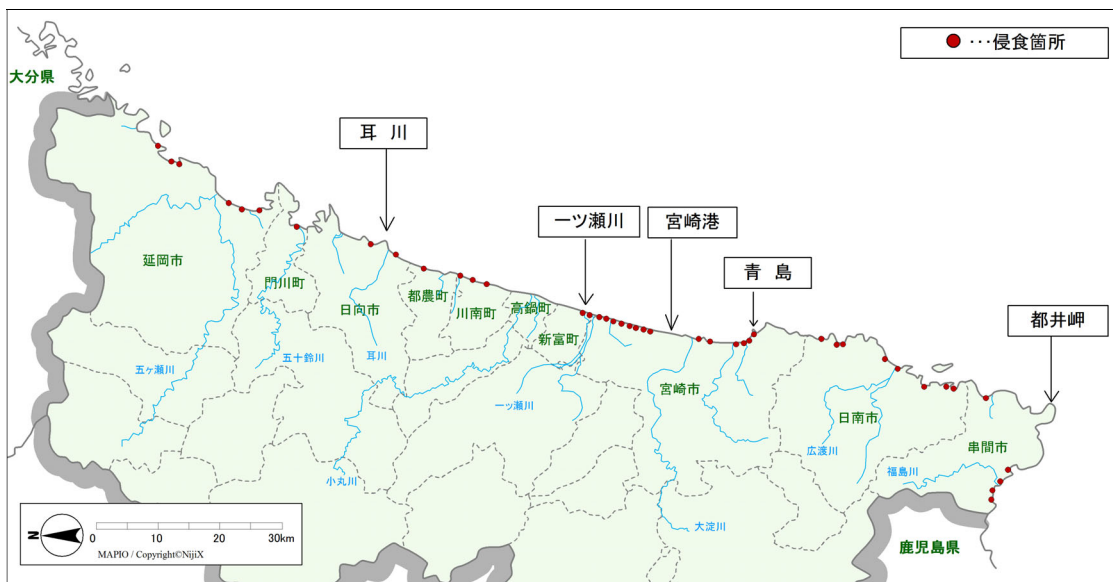 ●･･･侵食箇所
大分県
耳 川
一ツ瀬川
宮崎港
青 島
都井岬
延岡市
門川町
日向市
都農町
川南町
高鍋町
新富町
宮崎市
日南市
串間市
五ヶ瀬川
五十鈴川
耳川
小丸川
一ッ瀬川
大淀川
広渡川
福島川
鹿児島県
N
0 10 20 30km
MAPIO / Copyright©NijiX